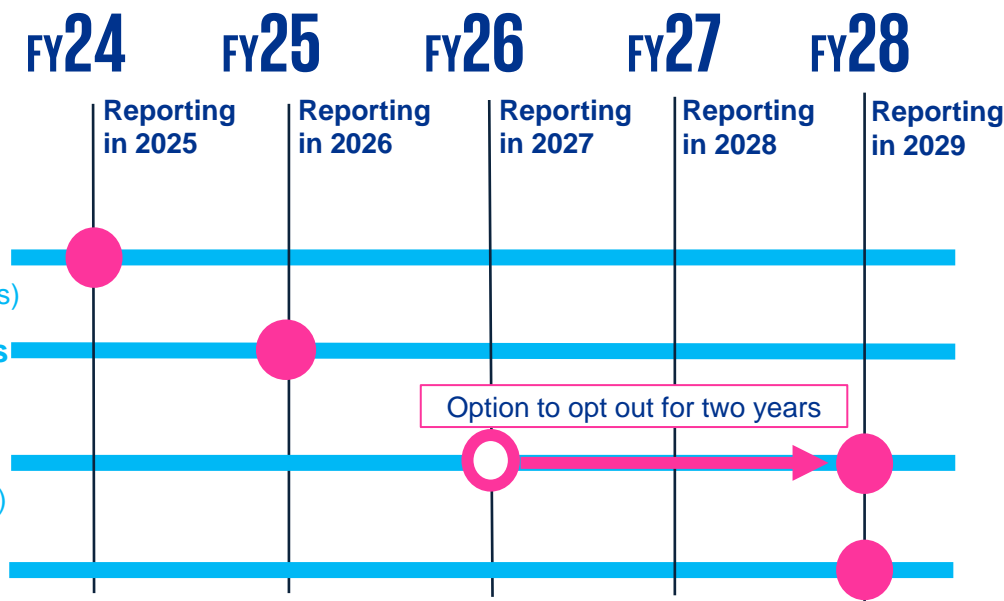 FY24 FY25 FY26 FY27 FY28
Reporting Reporting Reporting Reporting Reporting
in 2025 in 2026 in 2027 in 2028 in 2029
s)
s
Option to opt out for two years
)